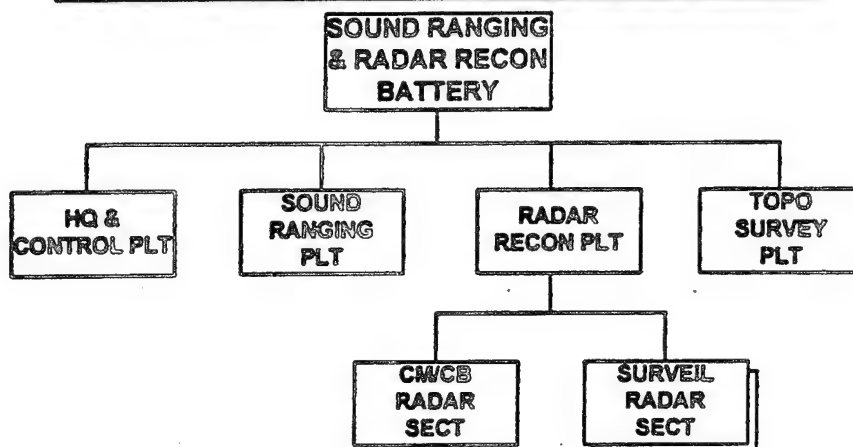 SOUND RANGING
& RADAR RECON
BATTERY
HQ &
CONTROL PLT
SOUND
RANGING
PLT
RADAR
RECON PLT
TOPO
SURVEY
PLT
CM/CB
RADAR
SECT
SURVEIL
RADAR
SECT